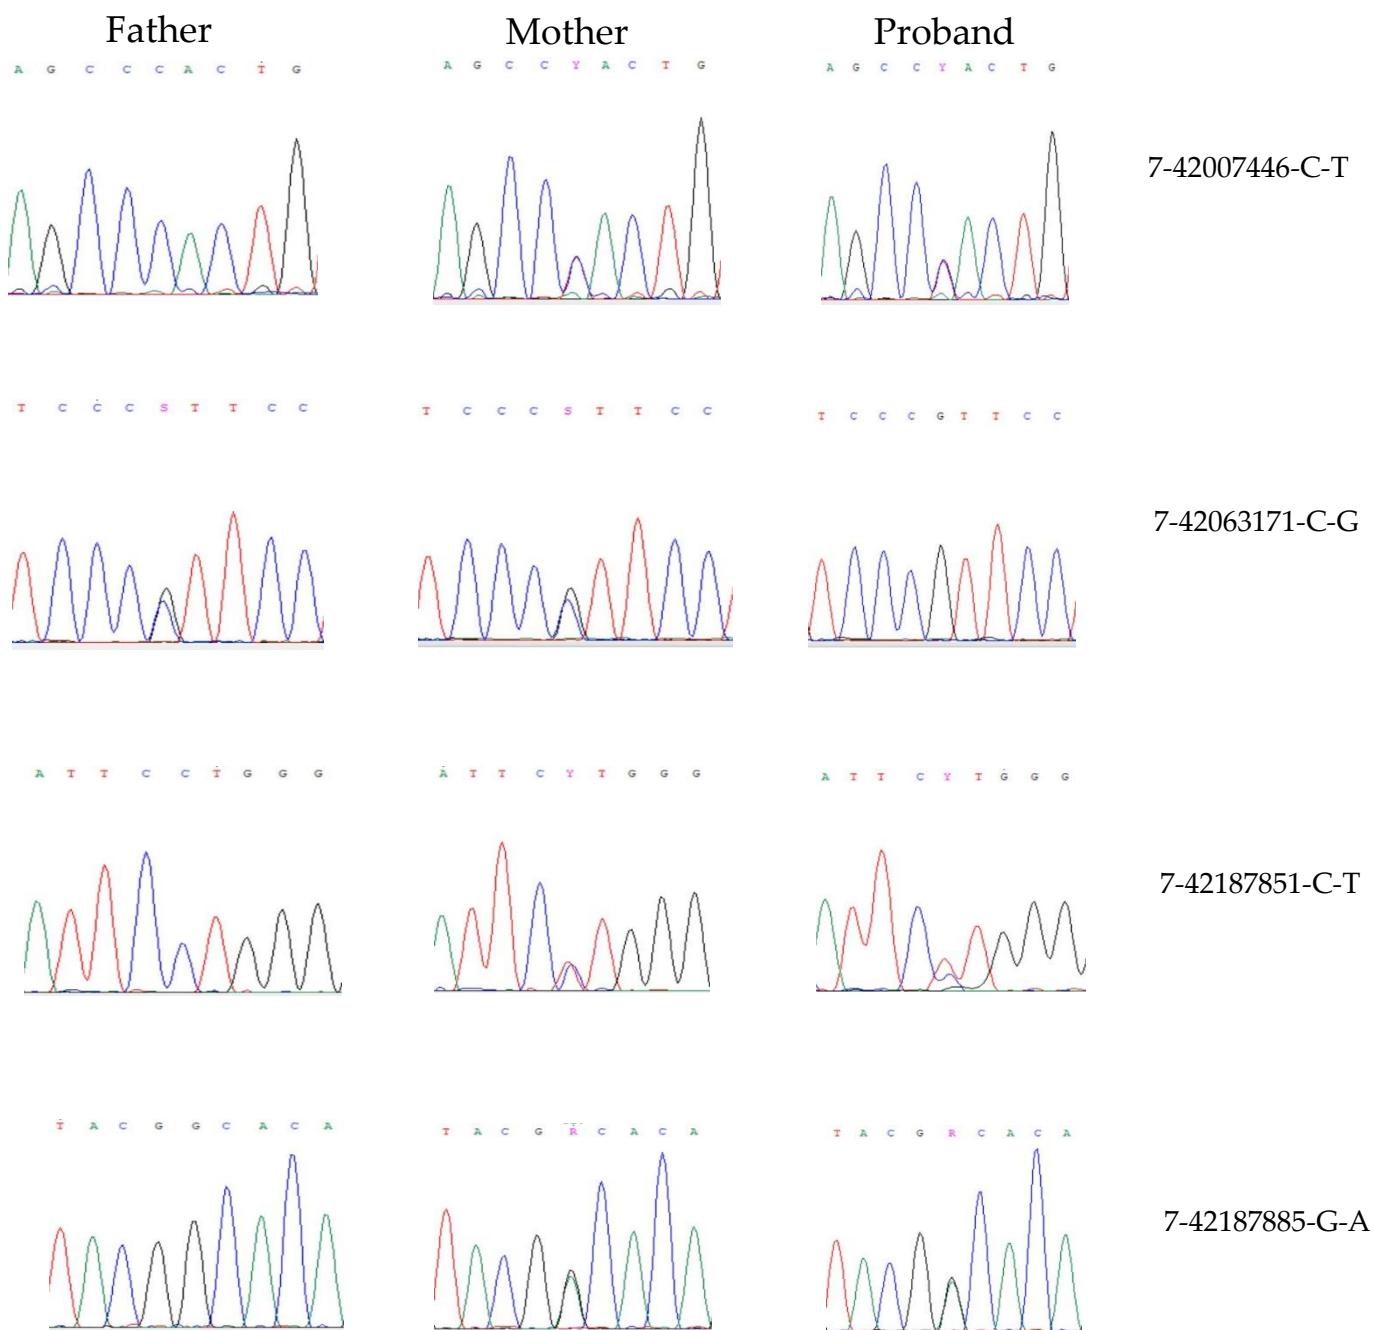 Father Mother Proband
A G C C C A C T G
A G C C Y A C T G
A G C C Y A C T G
7-42007446-C-T
T C C C S T T C C
T C C C S T T C C
T C C C G T T C C
7-42063171-C-G
A T T C C T G G G
A T T C Y T G G G
A T T C Y T G G G
7-42187851-C-T
T A C G G C A C A
T A C G R C A C A
T A C G R C A C A
7-42187885-G-A